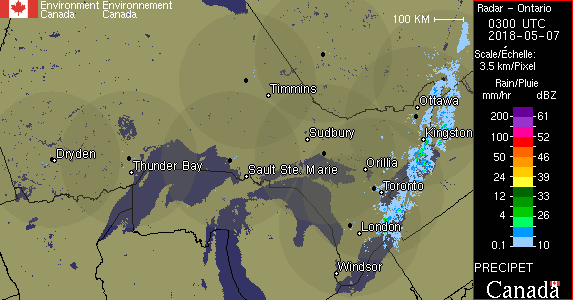 Environment Environnement
Canada Canada
100 KM
Timmins
Ottawa
Sudbury
Kingston
Dryden
Thunder Bay
Sault Ste. Marie
Orillia
Toronto
London
Windsor
Radar - Ontario
0300 UTC
2018-05-07
Scale/Échelle:
3.5 km/Pixel
Rain/Pluie
mm/hr dBZ
200 61
100 52
50 46
24 39
12 33
4 26
1 20
0.1 10
PRECIPET
Canada